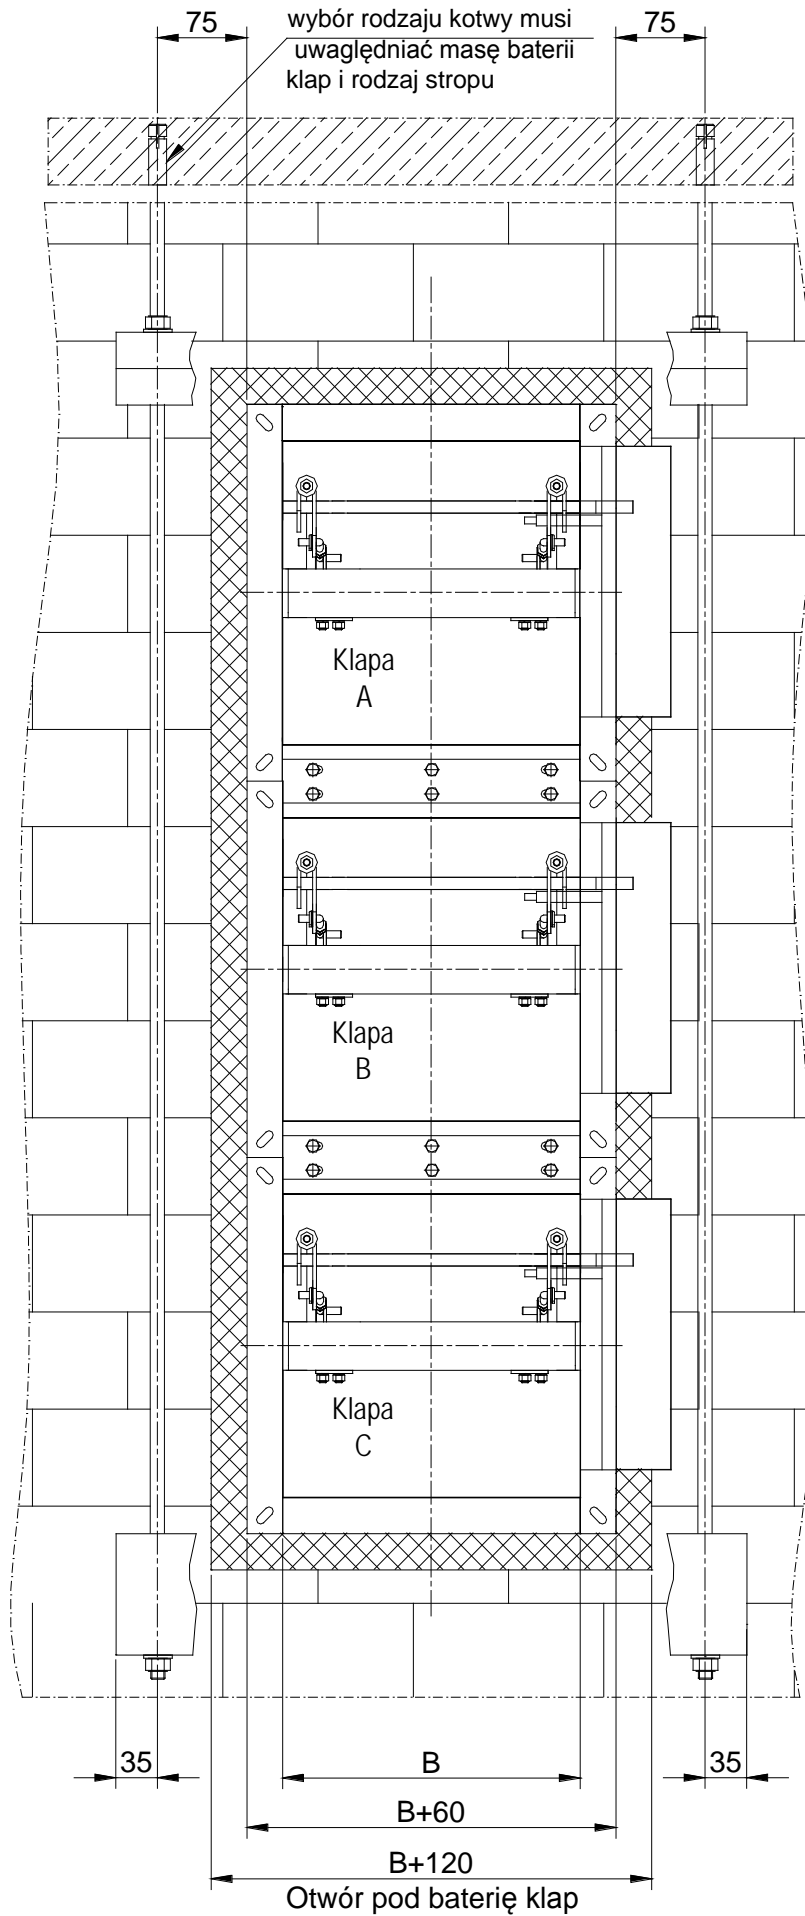 75
wybór rodzaju kotwy musi
uwaględniać masę baterii
klap i rodzaj stropu
75
Klapa
A
Klapa
B
Klapa
C
35
B
35
B+60
B+120
Otwór pod baterię klap